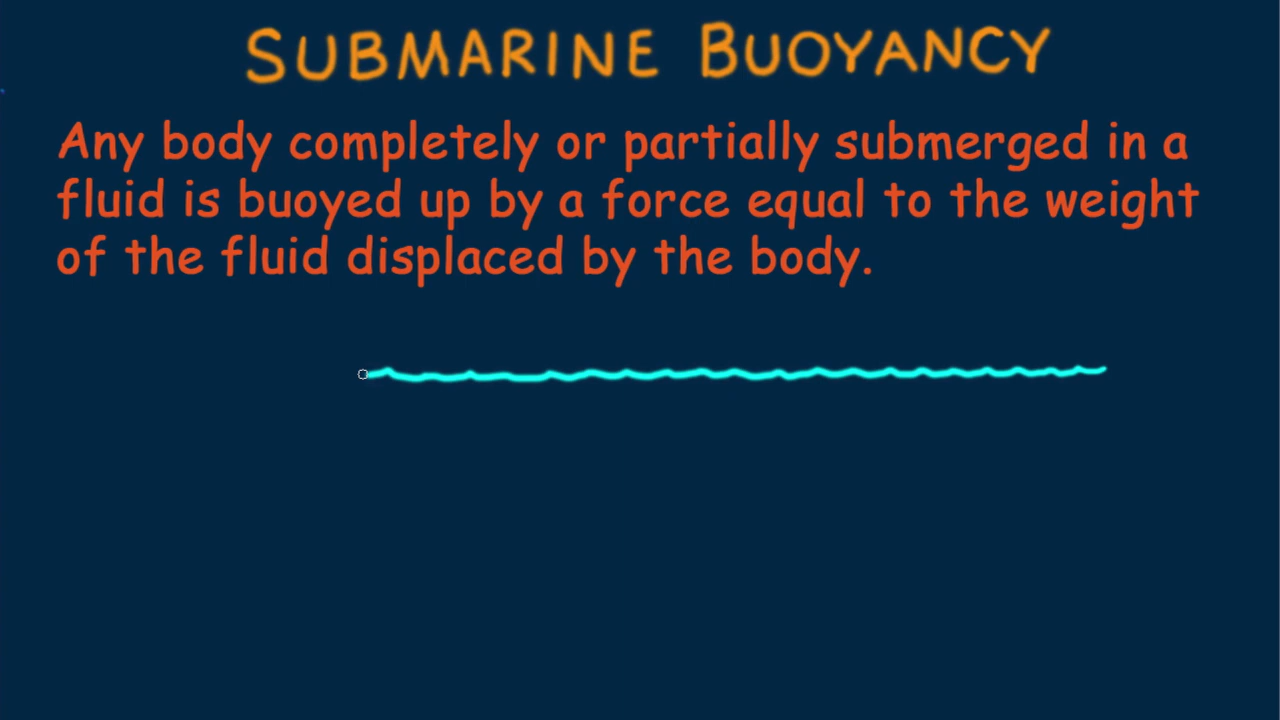 SUBMARINE BUOYANCY
Any body completely or partially submerged in a
fluid is buoyed up by a force equal to the weight
of the fluid displaced by the body.